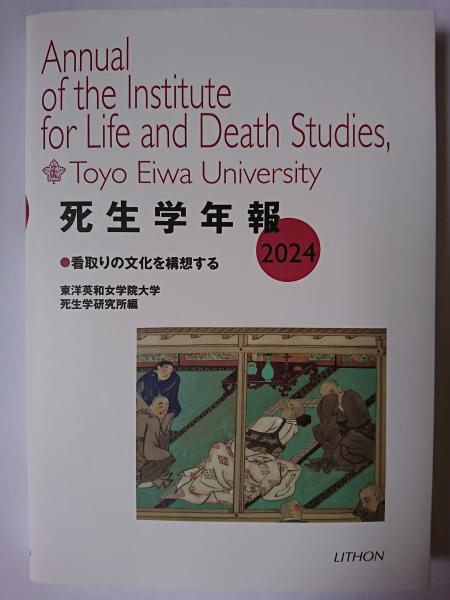 Annual
of the Institute
for Life and Death Studies,
Toyo Eiwa University
死生学年報
2024
●看取りの文化を構想する
東洋英和女学院大学
死生学研究所編
LITHON